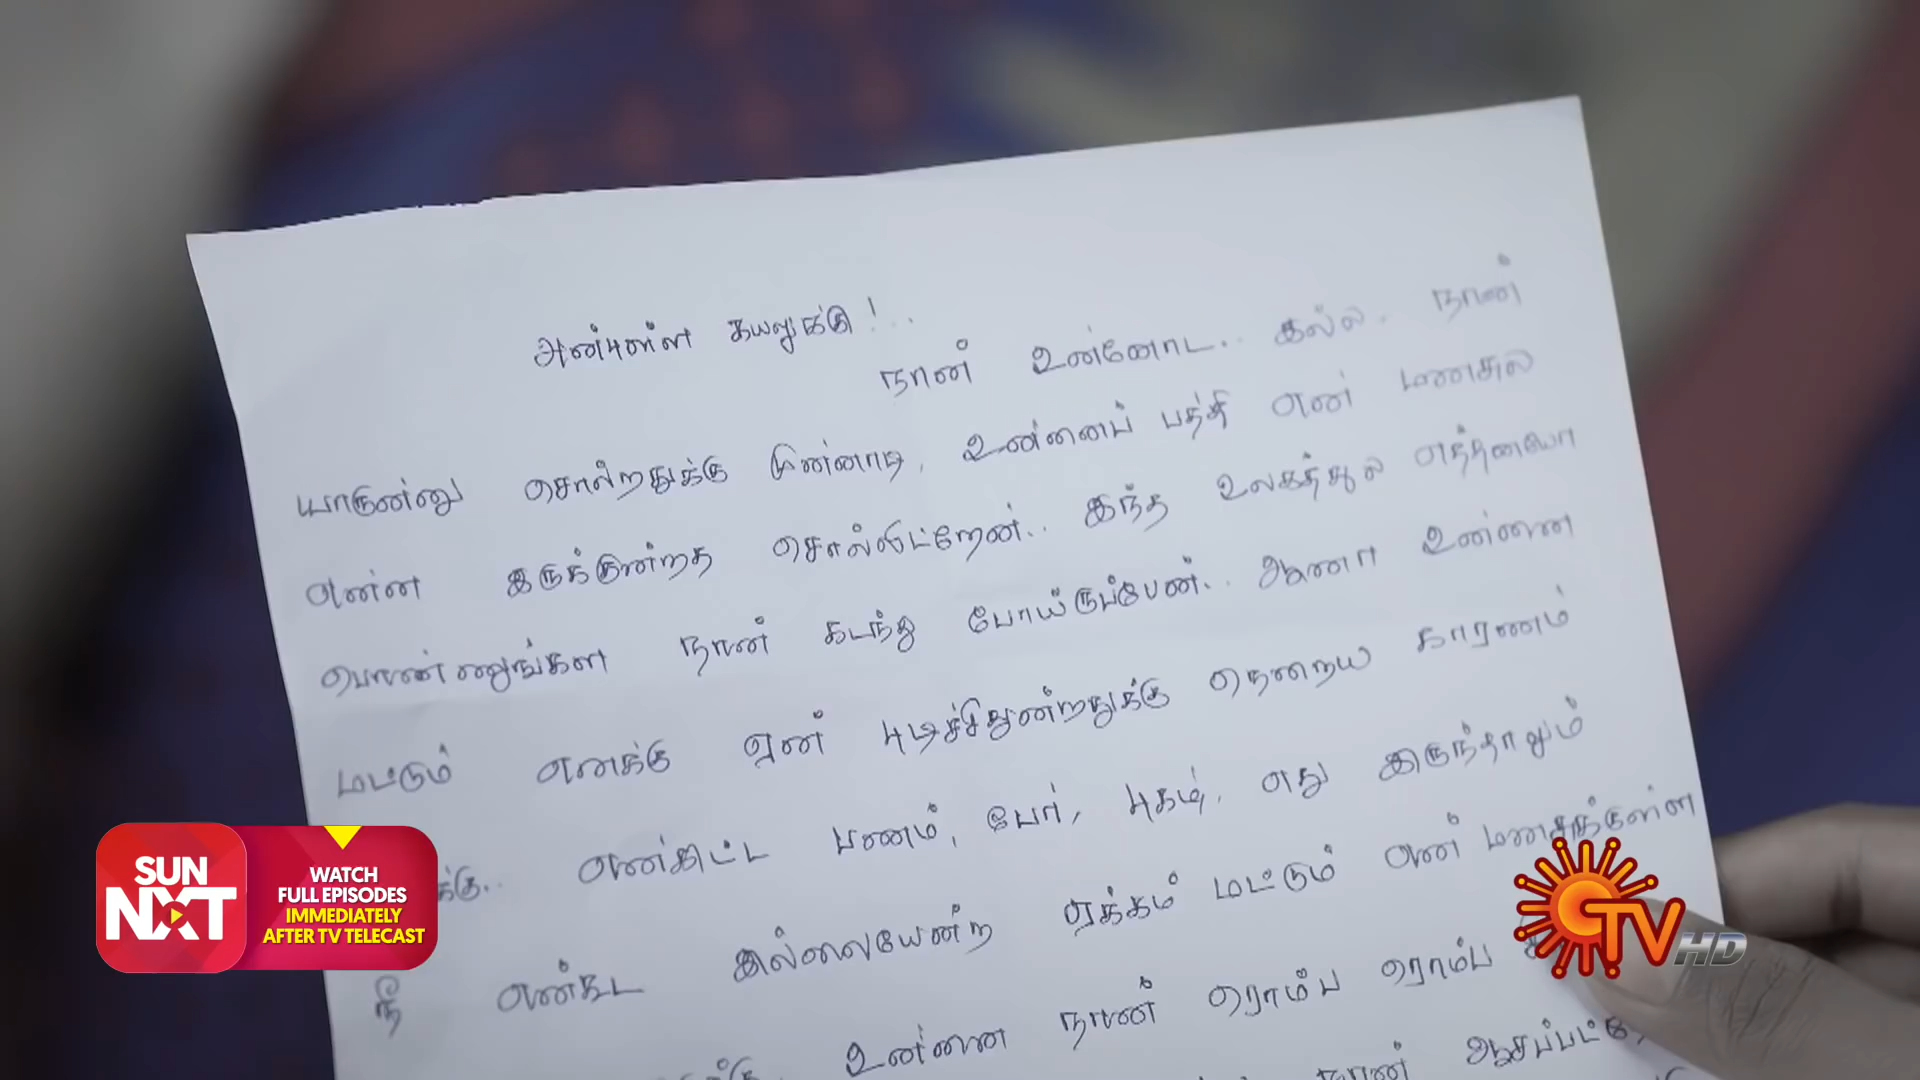 அன்புள்ள கயலுக்கு!..
நான் உன்னோட.. இல்ல.. நான்
யாருன்னு சொல்றதுக்கு முன்னாடி, உன்னைப் பத்தி என் மனசுல
என்ன இருக்குன்றத சொல்லிட்றேன்.. இந்த உலகத்துல எத்தனையோ
பொண்ணுங்கள நான் கடந்து போய்ருப்பேன்.. ஆனா உன்னை
மட்டும் எனக்கு ஏன் புடிச்சிதுன்றதுக்கு நெறைய காரணம்
க்கு.. என்கிட்ட பணம், பேர், புகழ், எது இருந்தாலும்
நீ என்கூட இல்லையேன்ற ஏக்கம் மட்டும் என் மனசுக்குள்ள
உன்னை நான் ரொம்ப ரொம்ப
நான் ஆசப்பட்டே
SUN NXT
WATCH
FULL EPISODES
IMMEDIATELY
AFTER TV TELECAST
TV HD